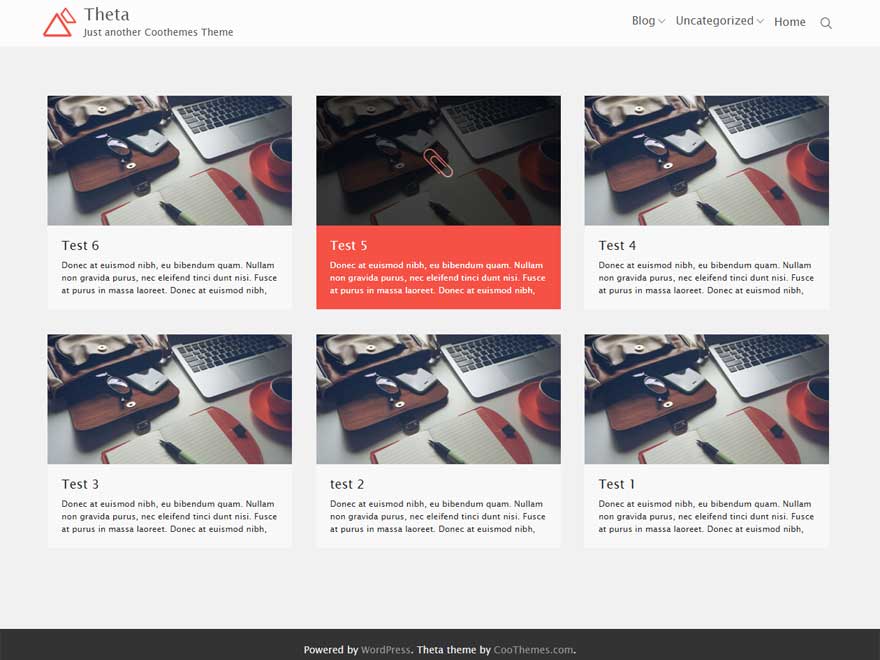 Theta
Just another Coothemes Theme
Blog Uncategorized Home
Test 6
Donec at euismod nibh, eu bibendum quam. Nullam
non gravida purus, nec eleifend tinci dunt nisi. Fusce
at purus in massa laoreet. Donec at euismod nibh,
Test 5
Donec at euismod nibh, eu bibendum quam. Nullam
non gravida purus, nec eleifend tinci dunt nisi. Fusce
at purus in massa laoreet. Donec at euismod nibh,
Test 4
Donec at euismod nibh, eu bibendum quam. Nullam
non gravida purus, nec eleifend tinci dunt nisi. Fusce
at purus in massa laoreet. Donec at euismod nibh,
Test 3
Donec at euismod nibh, eu bibendum quam. Nullam
non gravida purus, nec eleifend tinci dunt nisi. Fusce
at purus in massa laoreet. Donec at euismod nibh,
test 2
Donec at euismod nibh, eu bibendum quam. Nullam
non gravida purus, nec eleifend tinci dunt nisi. Fusce
at purus in massa laoreet. Donec at euismod nibh,
Test 1
Donec at euismod nibh, eu bibendum quam. Nullam
non gravida purus, nec eleifend tinci dunt nisi. Fusce
at purus in massa laoreet. Donec at euismod nibh,
Powered by WordPress. Theta theme by CooThemes.com.